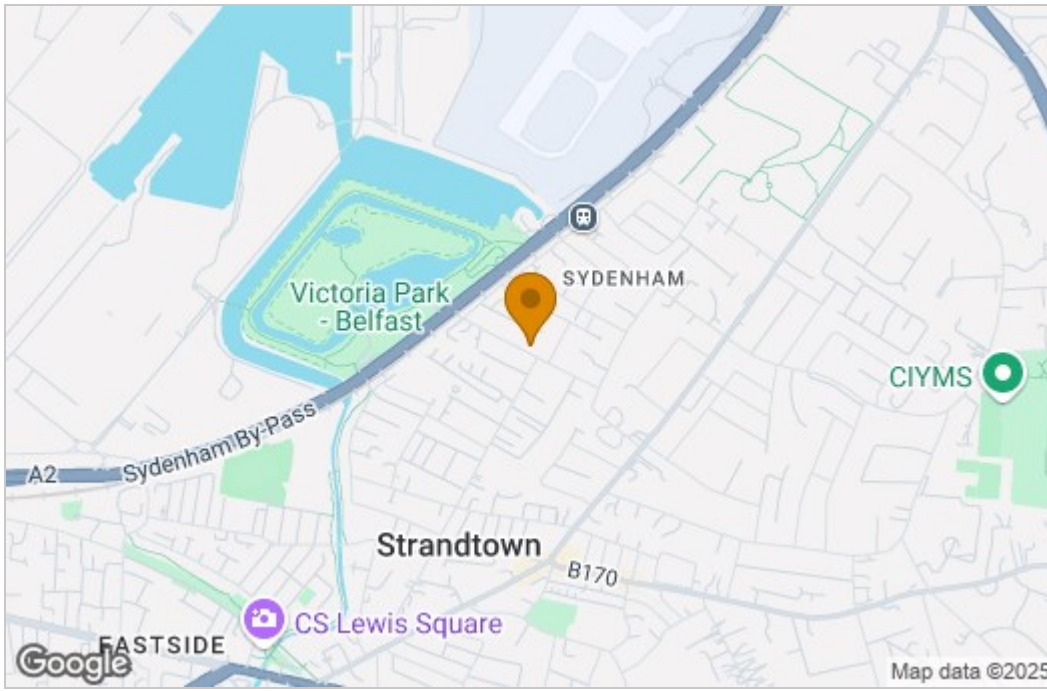 SYDENHAM
Victoria Park
- Belfast
CIYMS
Sydenham By-Pass
A2
Strandtown
B170
CS Lewis Square
EASTSIDE
Google
Map data ©2025